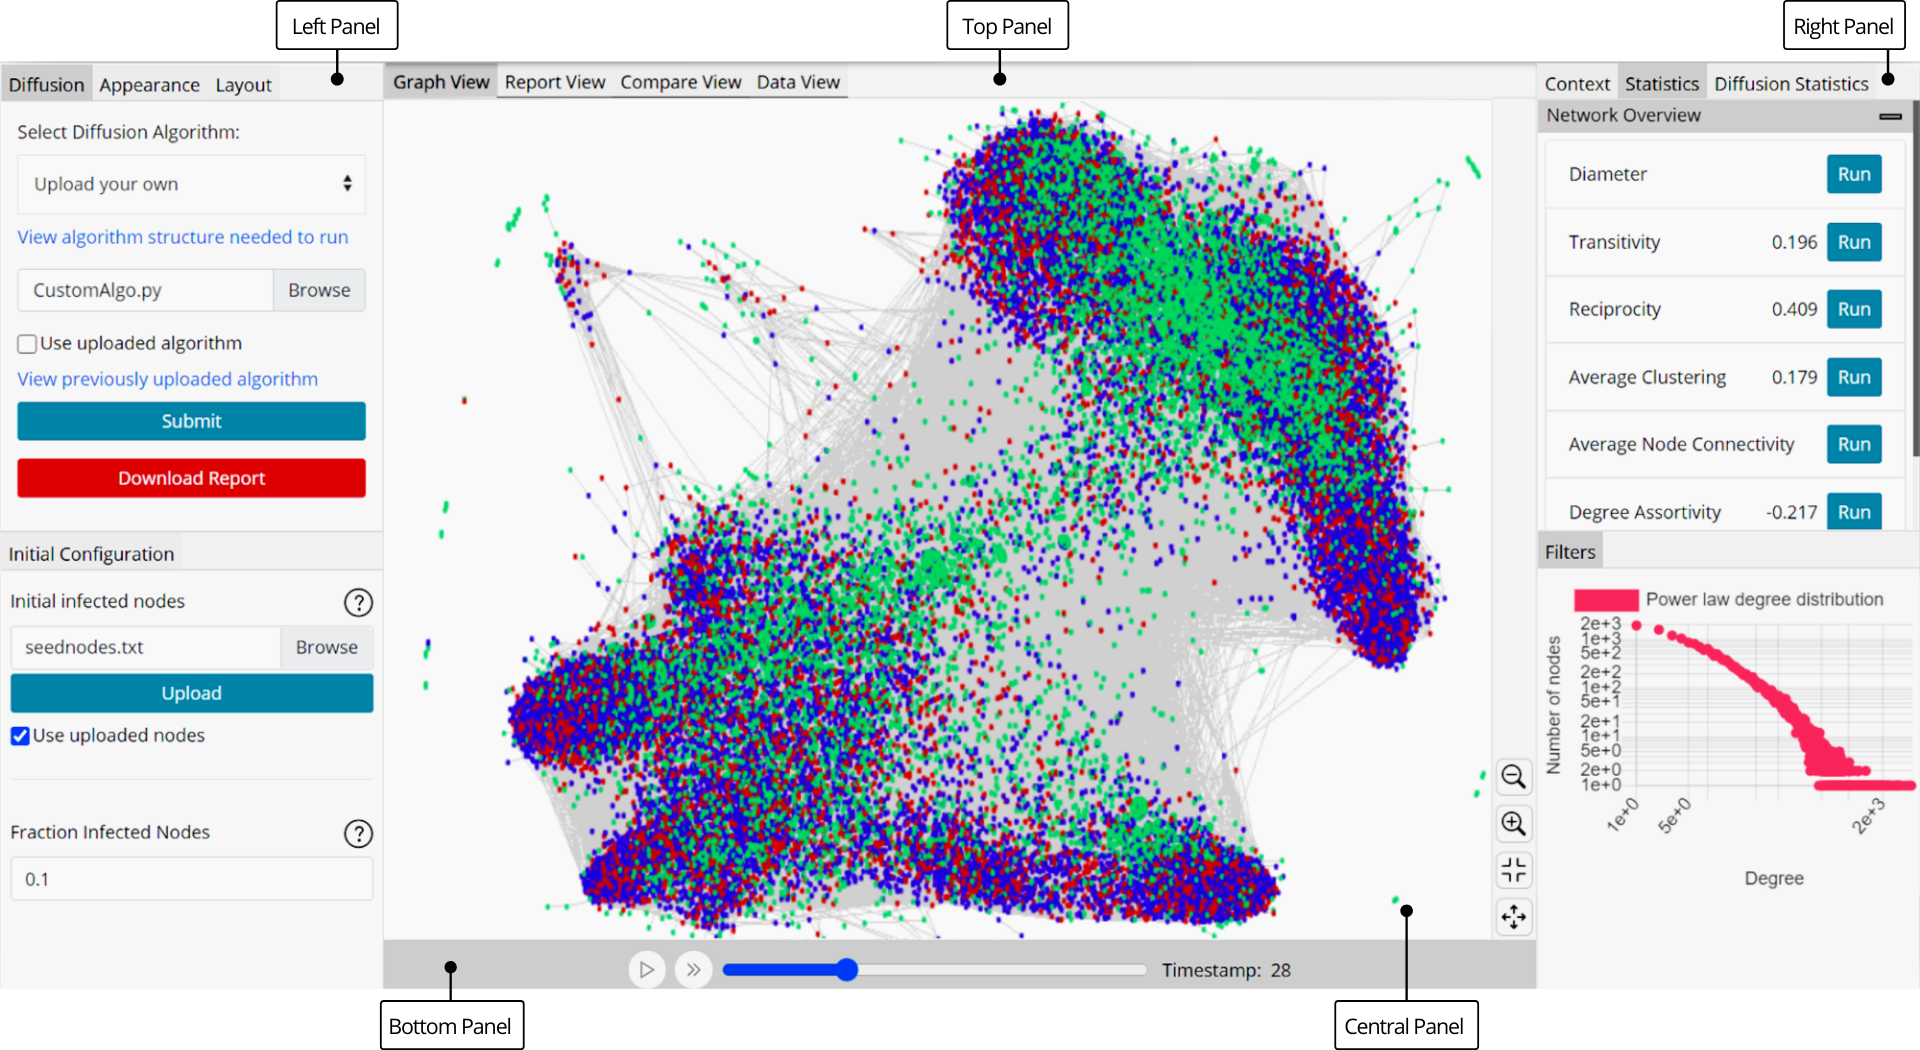 Left Panel
Top Panel
Right Panel
Diffusion Appearance Layout
Select Diffusion Algorithm:
Upload your own
View algorithm structure needed to run
CustomAlgo.py Browse
Use uploaded algorithm
View previously uploaded algorithm
Submit
Download Report
Initial Configuration
Initial infected nodes ?
seednodes.txt Browse
Upload
Use uploaded nodes
Fraction Infected Nodes ?
0.1
Graph View Report View Compare View Data View
Timestamp: 28
Context Statistics Diffusion Statistics
Network Overview
Diameter Run
Transitivity 0.196 Run
Reciprocity 0.409 Run
Average Clustering 0.179 Run
Average Node Connectivity Run
Degree Assortivity -0.217 Run
Filters
Power law degree distribution
Number of nodes
2e+3
1e+3
5e+2
2e+2
1e+2
5e+1
2e+1
1e+1
5e+0
2e+0
1e+0
1e+0 5e+0 2e+3
Degree
Bottom Panel
Central Panel